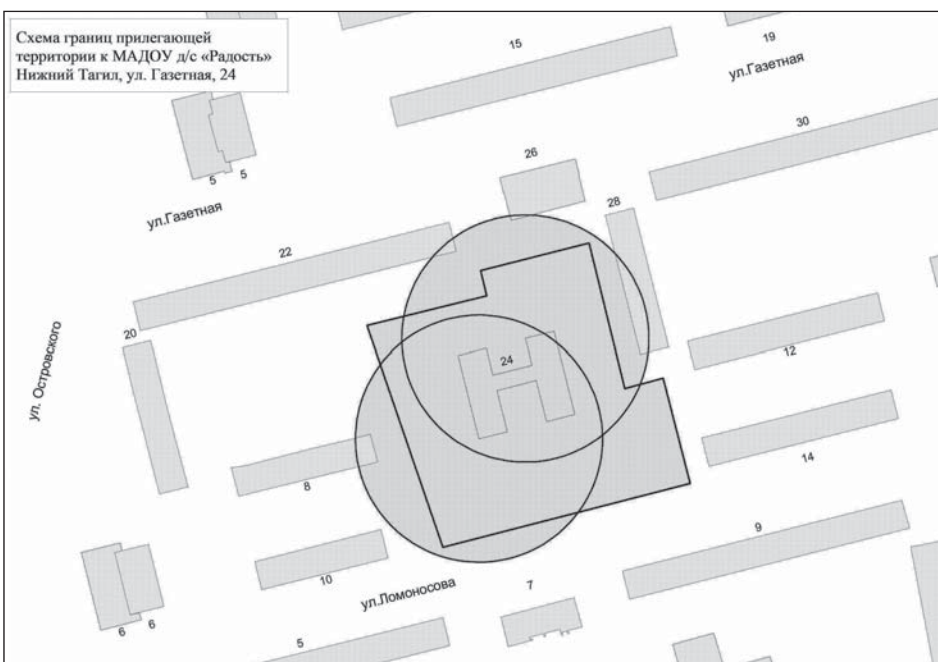 Схема границ прилегающей
территории к МАДОУ д/с «Радость»
Нижний Тагил, ул. Газетная, 24
15
19
ул.Газетная
30
26
5
5
28
ул.Газетная
22
20
24
12
ул. Островского
14
8
9
10
ул.Ломоносова
7
6
6
5